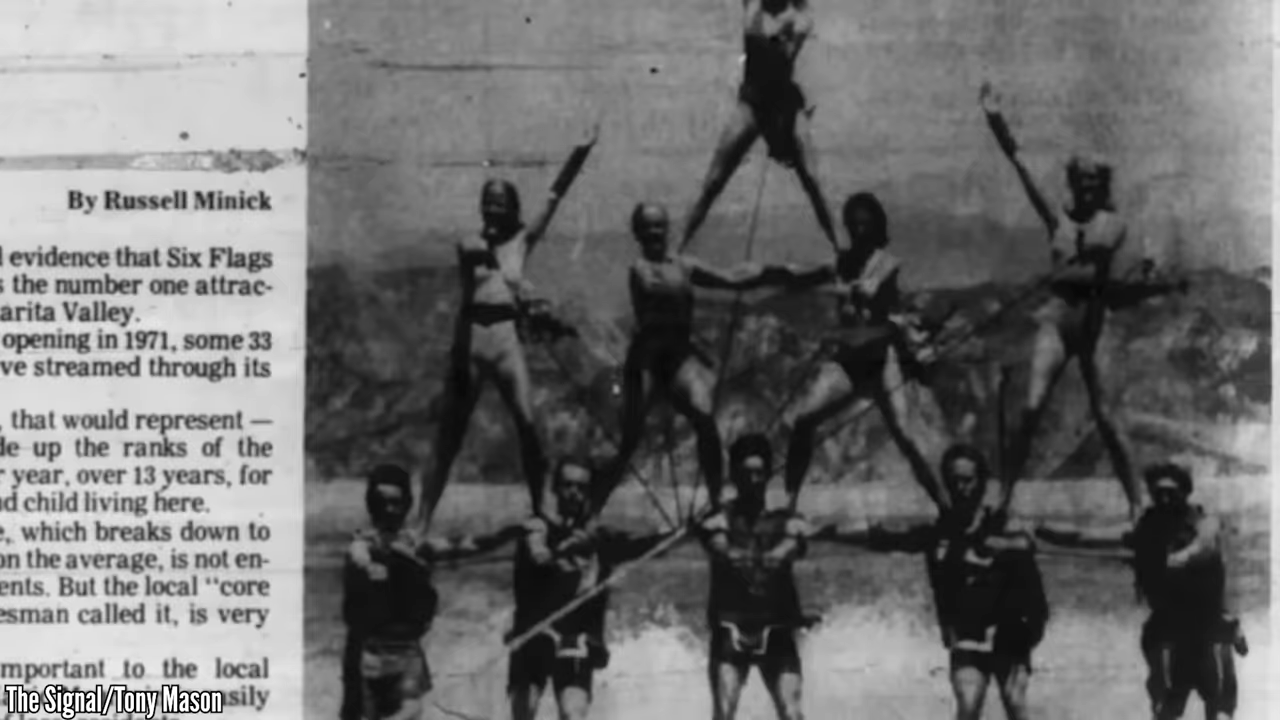 By Russell Minick
evidence that Six Flags
s the number one attrac-
arita Valley.
opening in 1971, some 33
ve streamed through its
, that would represent —
de up the ranks of the
r year, over 13 years, for
d child living here.
e, which breaks down to
on the average, is not en-
ents. But the local "core
esman called it, is very
mportant to the local
sily
The Signal/Tony Mason